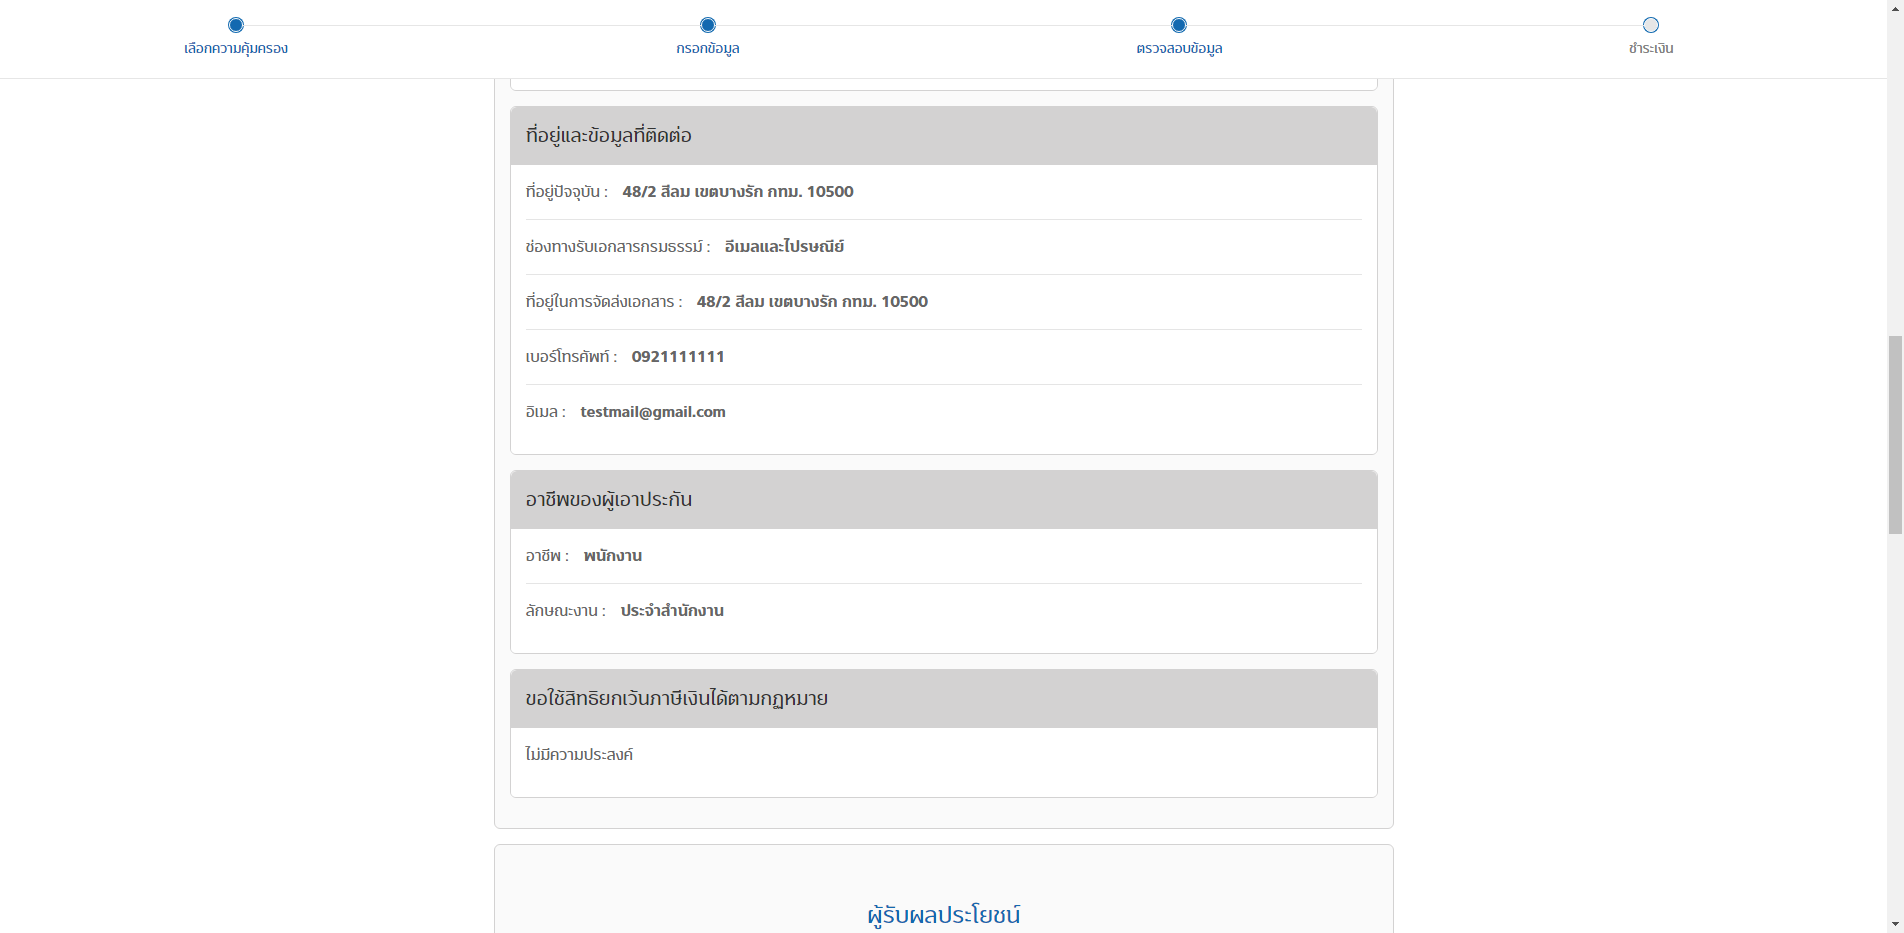 เลือกความคุ้มครอง
กรอกข้อมูล
ตรวจสอบข้อมูล
ชำระเงิน
ที่อยู่และข้อมูลที่ติดต่อ
ที่อยู่ปัจจุบัน : 48/2 สีลม เขตบางรัก กทม. 10500
ช่องทางรับเอกสารกรมธรรม์ : อีเมลและไปรษณีย์
ที่อยู่ในการจัดส่งเอกสาร : 48/2 สีลม เขตบางรัก กทม. 10500
เบอร์โทรศัพท์ : 0921111111
อีเมล : testmail@gmail.com
อาชีพของผู้เอาประกัน
อาชีพ : พนักงาน
ลักษณะงาน : ประจำสำนักงาน
ขอใช้สิทธิยกเว้นภาษีเงินได้ตามกฏหมาย
ไม่มีความประสงค์
ผู้รับผลประโยชน์